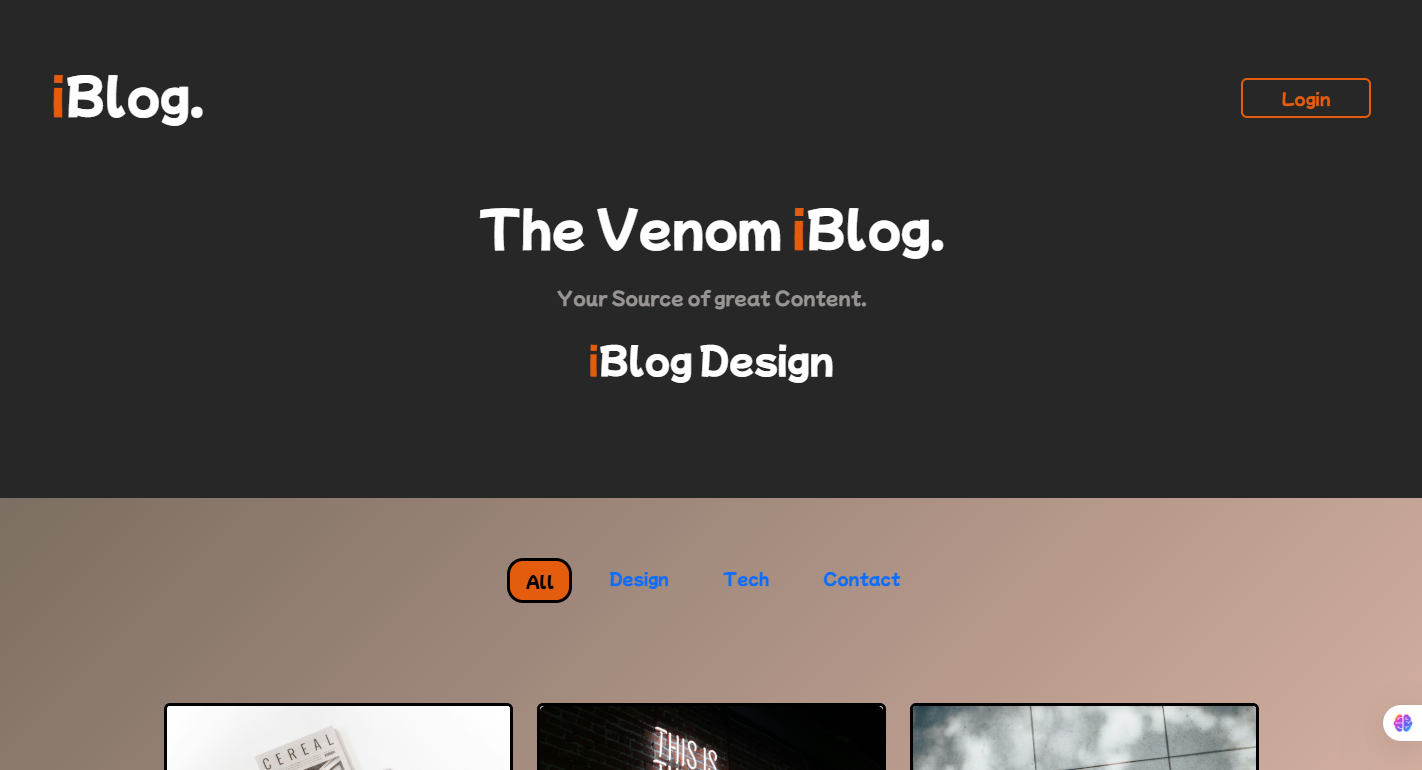 iBlog.
Login
The Venom iBlog.
Your Source of great Content.
iBlog Design
All
Design
Tech
Contact
CEREAL
THIS IS